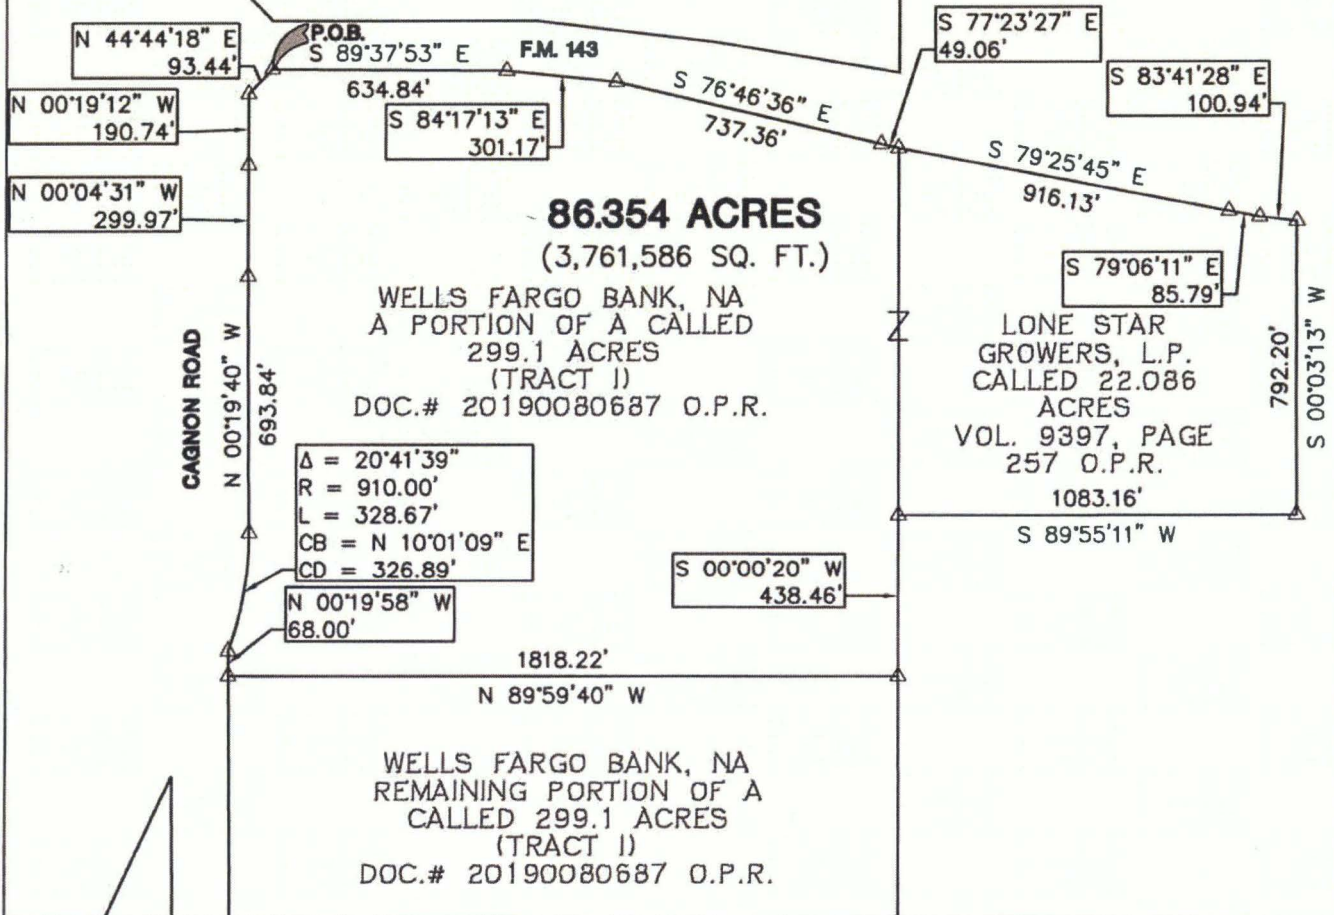 S 77°23'27" E
49.06'
N 44°44'18" E
93.44'
P.O.B.
S 89°37'53" E
634.84'
F.M. 143
S 83°41'28" E
100.94'
N 00°19'12" W
190.74'
S 84°17'13" E
301.17'
S 76°46'36" E
737.36'
S 79°25'45" E
916.13'
N 00°04'31" W
299.97'
86.354 ACRES
(3,761,586 SQ. FT.)
S 79°06'11" E
85.79'
WELLS FARGO BANK, NA
A PORTION OF A CALLED
299.1 ACRES
(TRACT 1)
DOC.# 20190080687 O.P.R.
LONE STAR
GROWERS, L.P.
CALLED 22.086
ACRES
VOL. 9397, PAGE
257 O.P.R.
792.20'
S 00°03'13" W
CAGNON ROAD
N 00°19'40" W
693.84'
Δ = 20°41'39"
R = 910.00'
L = 328.67'
CB = N 10°01'09" E
CD = 326.89'
1083.16'
S 89°55'11" W
S 00°00'20" W
438.46'
N 00°19'58" W
68.00'
1818.22'
N 89°59'40" W
WELLS FARGO BANK, NA
REMAINING PORTION OF A
CALLED 299.1 ACRES
(TRACT 1)
DOC.# 20190080687 O.P.R.